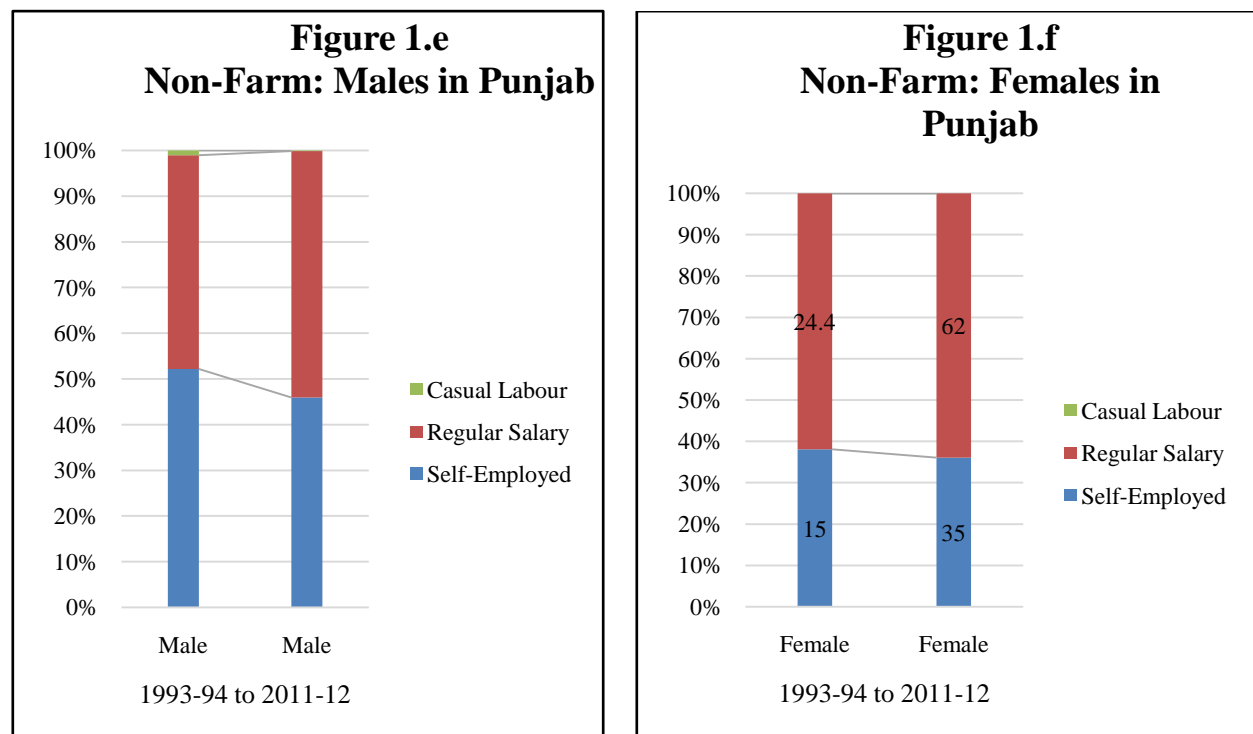 Figure 1.e
Non-Farm: Males in Punjab
100%
90%
80%
70%
60%
50%
40%
30%
20%
10%
0%
Casual Labour
Regular Salary
Self-Employed
Male Male
1993-94 to 2011-12
Figure 1.f
Non-Farm: Females in
Punjab
100%
90%
80%
70%
60%
50%
40%
30%
20%
10%
0%
24.4 62
15 35
Casual Labour
Regular Salary
Self-Employed
Female Female
1993-94 to 2011-12